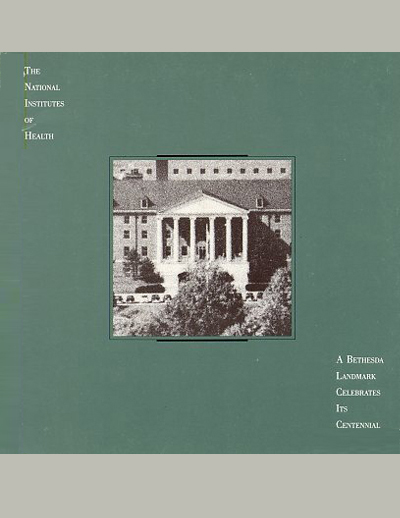 The
National
Institutes
of
Health
A Bethesda
Landmark
Celebrates
Its
Centennial